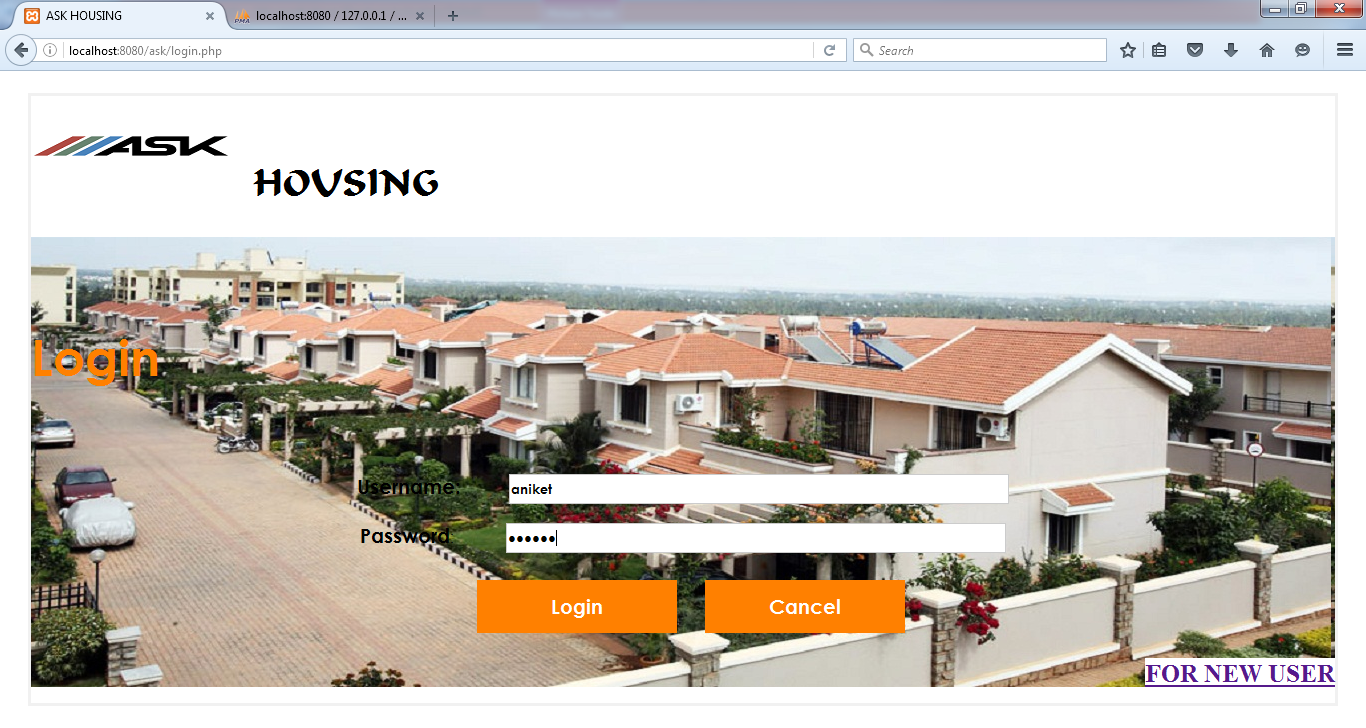 ASK HOUSING
localhost:8080 / 127.0.0.1 / ...
localhost:8080/ask/login.php
Search
ASK
HOUSING
Login
Username.
aniket
Password
••••••
Login
Cancel
FOR NEW USER